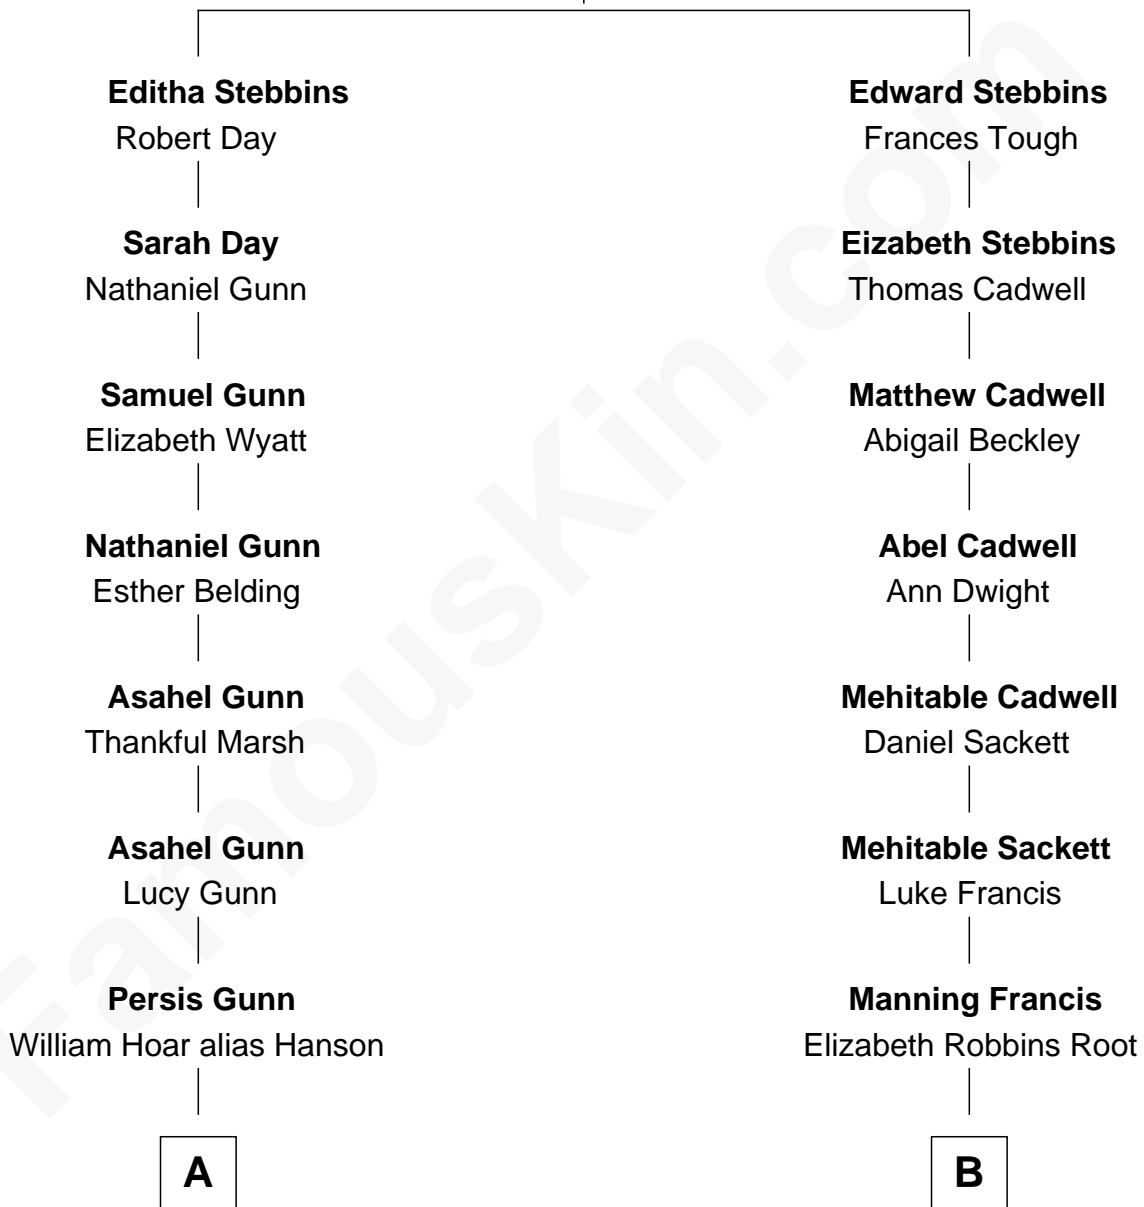 Editha Stebbins
Robert Day
Sarah Day
Nathaniel Gunn
Samuel Gunn
Elizabeth Wyatt
Nathaniel Gunn
Esther Belding
Asahel Gunn
Thankful Marsh
Asahel Gunn
Lucy Gunn
Persis Gunn
William Hoar alias Hanson
A
Edward Stebbins
Frances Tough
Eizabeth Stebbins
Thomas Cadwell
Matthew Cadwell
Abigail Beckley
Abel Cadwell
Ann Dwight
Mehitable Cadwell
Daniel Sackett
Mehitable Sackett
Luke Francis
Manning Francis
Elizabeth Robbins Root
B
FamousKin.com